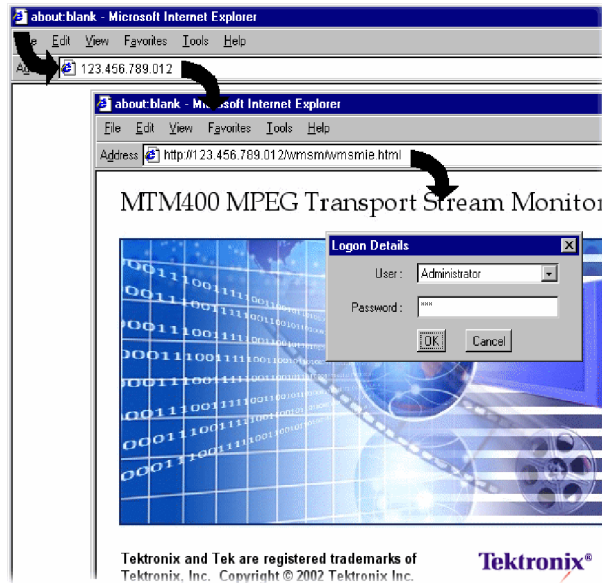 about:blank - Microsoft Internet Explorer
Edit View Favorites Tools Help
123.456.789.012
about:blank - Microsoft Internet Explorer
File Edit View Favorites Tools Help
Address http://123.456.789.012/wmsm/wmsmie.html
MTM400 MPEG Transport Stream Monitor
Logon Details
User : Administrator
Password : ***
OK Cancel
Tektronix and Tek are registered trademarks of
Tektronix, Inc. Copyright © 2002 Tektronix Inc.
Tektronix®